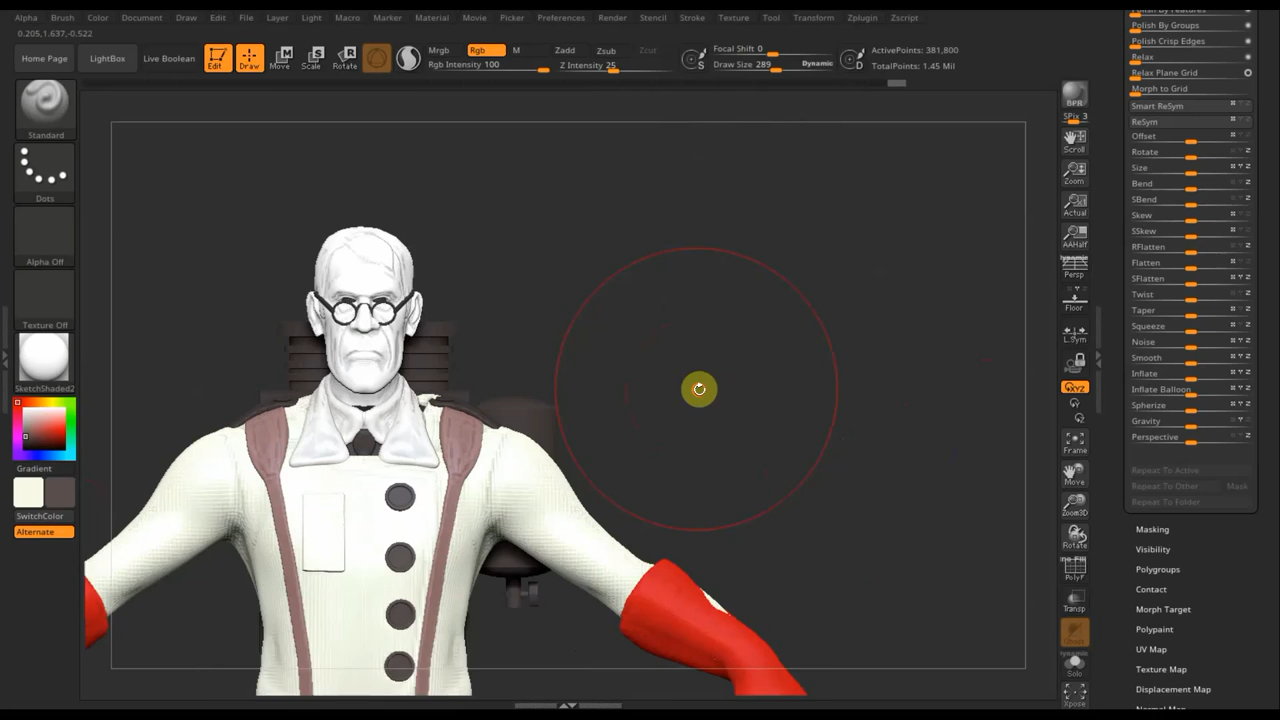 Alpha Brush Color Document Draw Edit File Layer Light Macro Marker Material Movie Picker Preferences Render Stencil Stroke Texture Tool Transform Zplugin Zscript
0.205,1.637,-0.522
Home Page LightBox Live Boolean Edit Draw Move Scale Rotate
Mrgb Rgb M Zadd Zsub Zcut
Rgb Intensity 100 Z Intensity 25
Focal Shift 0
Draw Size 289 Dynamic
S D
ActivePoints: 381,800
TotalPoints: 1.45 Mil
Standard
Dots
Alpha Off
Texture Off
SketchShaded2
Gradient
SwitchColor
Alternate
BPR
SPix 3
Scroll
Zoom
Actual
AAHalf
Dynamic
Persp
Floor
L.Sym
XYZ
Y
Z
Frame
Move
Zoom3D
Rotate
PolyF
Transp
Dynamic
Solo
Xpose
Polish By Groups
Polish Crisp Edges
Relax
Relax Plane Grid
Morph to Grid
Smart ReSym
ReSym
Offset
Rotate
Size
Bend
SBend
Skew
SSkew
RFlatten
Flatten
SFlatten
Twist
Taper
Squeeze
Noise
Smooth
Inflate
Inflate Balloon
Spherize
Gravity
Perspective
Repeat To Active
Repeat To Other Mask
Repeat To Folder
Masking
Visibility
Polygroups
Contact
Morph Target
Polypaint
UV Map
Texture Map
Displacement Map